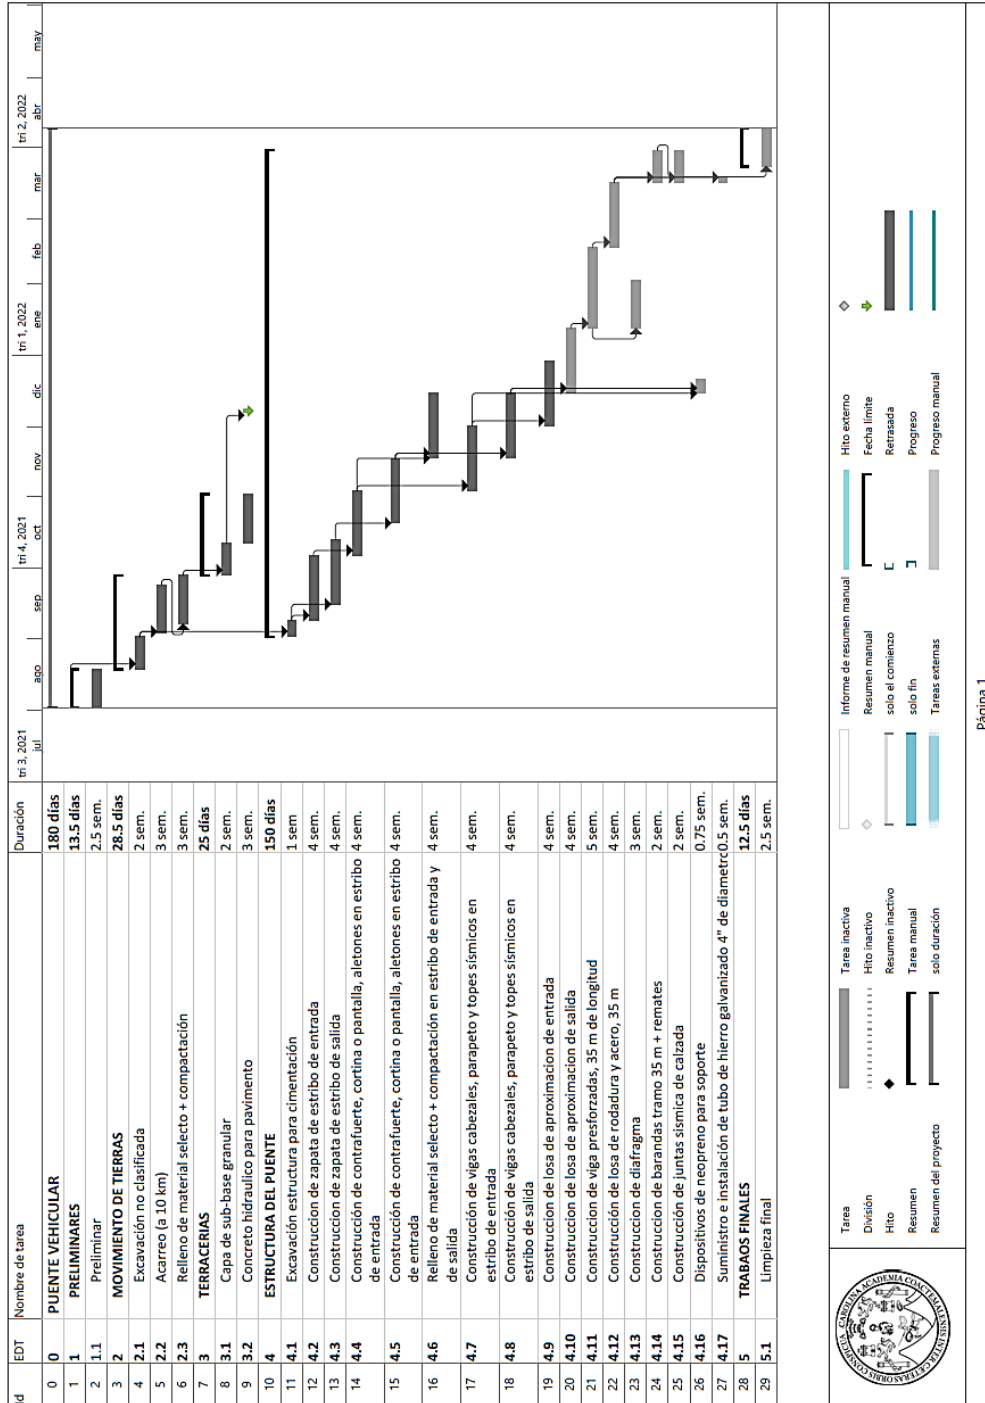 Id EDT Nombre de tarea Duración tri 3, 2021 tri 4, 2021 tri 1, 2022 tri 2, 2022
jul ago sep oct nov dic ene feb mar abr may
0 0 PUENTE VEHICULAR 180 días
1 1 PRELIMINARES 13.5 días
2 1.1 Preliminar 2.5 sem.
3 2 MOVIMIENTO DE TIERRAS 28.5 días
4 2.1 Excavación no clasificada 2 sem.
5 2.2 Acarreo (a 10 km) 3 sem.
6 2.3 Relleno de material selecto + compactación 3 sem.
7 3 TERRACERIAS 25 días
8 3.1 Capa de sub-base granular 2 sem.
9 3.2 Concreto hidraulico para pavimento 3 sem.
10 4 ESTRUCTURA DEL PUENTE 150 días
11 4.1 Excavación estructura para cimentación 1 sem
12 4.2 Construccion de zapata de estribo de entrada 4 sem.
13 4.3 Construccion de zapata de estribo de salida 4 sem.
14 4.4 Construcción de contrafuerte, cortina o pantalla, aletones en estribo 4 sem.
de entrada
15 4.5 Construcción de contrafuerte, cortina o pantalla, aletones en estribo 4 sem.
de entrada
16 4.6 Relleno de material selecto + compactación en estribo de entrada y 4 sem.
de salida
17 4.7 Construcción de vigas cabezales, parapeto y topes sísmicos en 4 sem.
estribo de entrada
18 4.8 Construcción de vigas cabezales, parapeto y topes sísmicos en 4 sem.
estribo de salida
19 4.9 Construcción de losa de aproximacion de entrada 4 sem.
20 4.10 Construcción de losa de aproximacion de salida 4 sem.
21 4.11 Construcción de viga presforzadas, 35 m de longitud 5 sem.
22 4.12 Construcción de losa de rodadura y acero, 35 m 4 sem.
23 4.13 Construccion de diafragma 3 sem.
24 4.14 Construccion de barandas tramo 35 m + remates 2 sem.
25 4.15 Construcción de juntas sismica de calzada 2 sem.
26 4.16 Dispositivos de neopreno para soporte 0.75 sem.
27 4.17 Suministro e instalación de tubo de hierro galvanizado 4" de diametro 0.5 sem.
28 5 TRABAOS FINALES 12.5 días
29 5.1 Limpieza final 2.5 sem.
CONSPICUA CAROLINA ACADEMIA COACTEMALENSIS INTER CETERAS ORBIS
Tarea
División
Hito
Resumen
Resumen del proyecto
Tarea inactiva
Hito inactivo
Resumen inactivo
Tarea manual
solo duración
Informe de resumen manual
Resumen manual
solo el comienzo
solo fin
Tareas externas
Hito externo
Fecha límite
Retrasada
Progreso
Progreso manual
Página 1